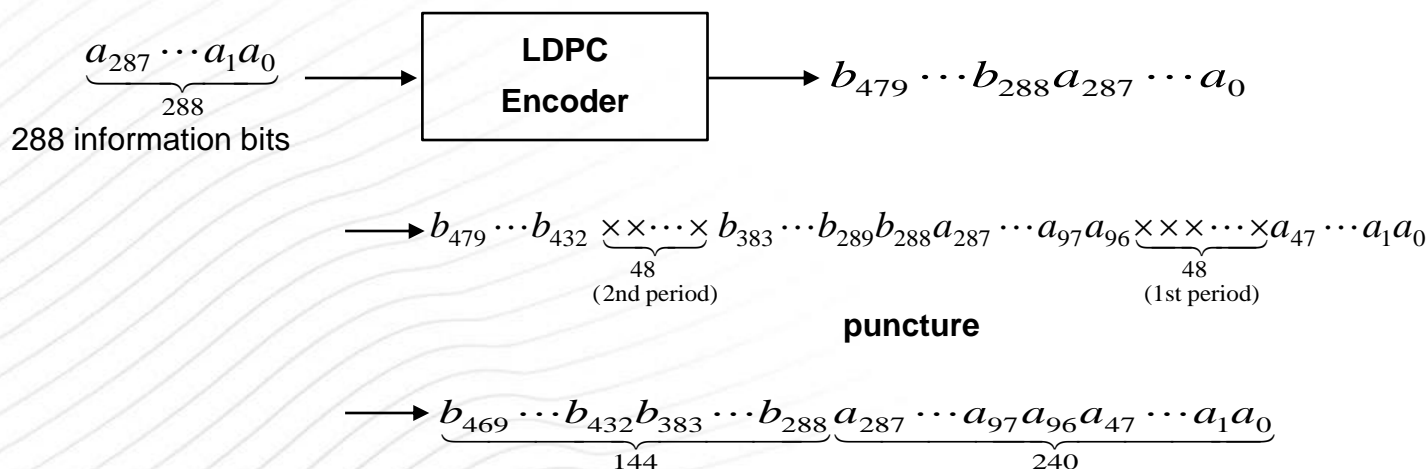 a₂₈₇ ⋯ a₁a₀
288
288 information bits
LDPC
Encoder
b₄₇₉ ⋯ b₂₈₈a₂₈₇ ⋯ a₀
b₄₇₉ ⋯ b₄₃₂ ××⋯× b₃₈₃ ⋯ b₂₈₉b₂₈₈a₂₈₇ ⋯ a₉₇a₉₆×××⋯×a₄₇ ⋯ a₁a₀
48 48
(2nd period) (1st period)
puncture
b₄₆₉ ⋯ b₄₃₂b₃₈₃ ⋯ b₂₈₈ a₂₈₇ ⋯ a₉₇a₉₆a₄₇ ⋯ a₁a₀
144 240